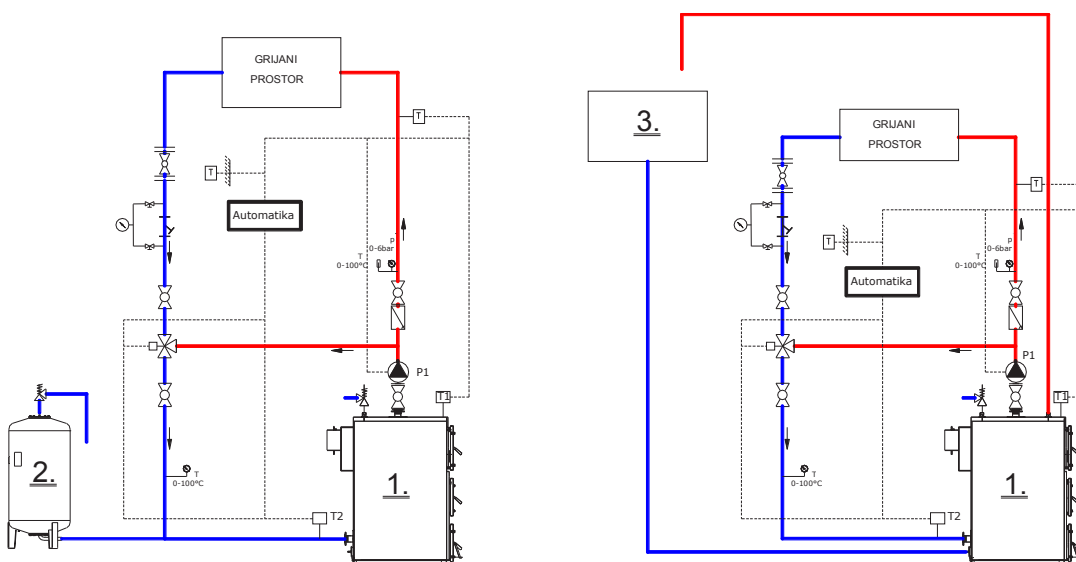 GRIJANI
PROSTOR
T
T
Automatika
p
0-6bar
T
0-100°C
P1
T1
2.
1.
T
0-100°C
T2
3.
GRIJANI
PROSTOR
T
T
p
0-6bar
T
0-100°C
Automatika
P1
T1
1.
T
0-100°C
T2